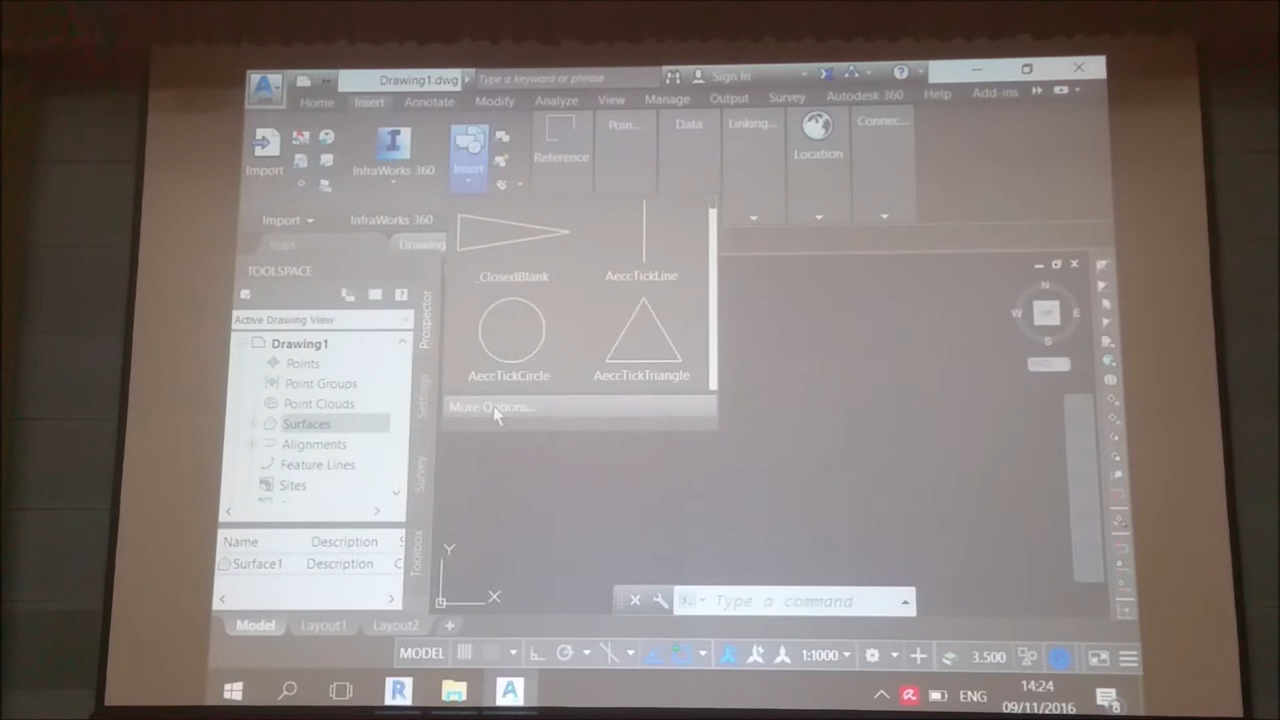 Drawing1.dwg
Type a keyword or phrase
Sign In
Home
Insert
Annotate
Modify
Analyze
View
Manage
Output
Survey
Autodesk 360
Help
Add-ins
Import
InfraWorks 360
Insert
Reference
Poin...
Data
Linking...
Location
Connec...
Import
InfraWorks 360
Start
Drawing
_ClosedBlank
AeccTickLine
AeccTickCircle
AeccTickTriangle
More Options...
TOOLSPACE
Active Drawing View
Drawing1
Points
Point Groups
Point Clouds
Surfaces
Alignments
Feature Lines
Sites
Prospector
Settings
Survey
Toolbox
Name Description S
Surface1 Description C
N
W
E
S
Y
X
Type a command
Model Layout1 Layout2 +
MODEL 1:1000 3.500
ENG
14:24
09/11/2016
8